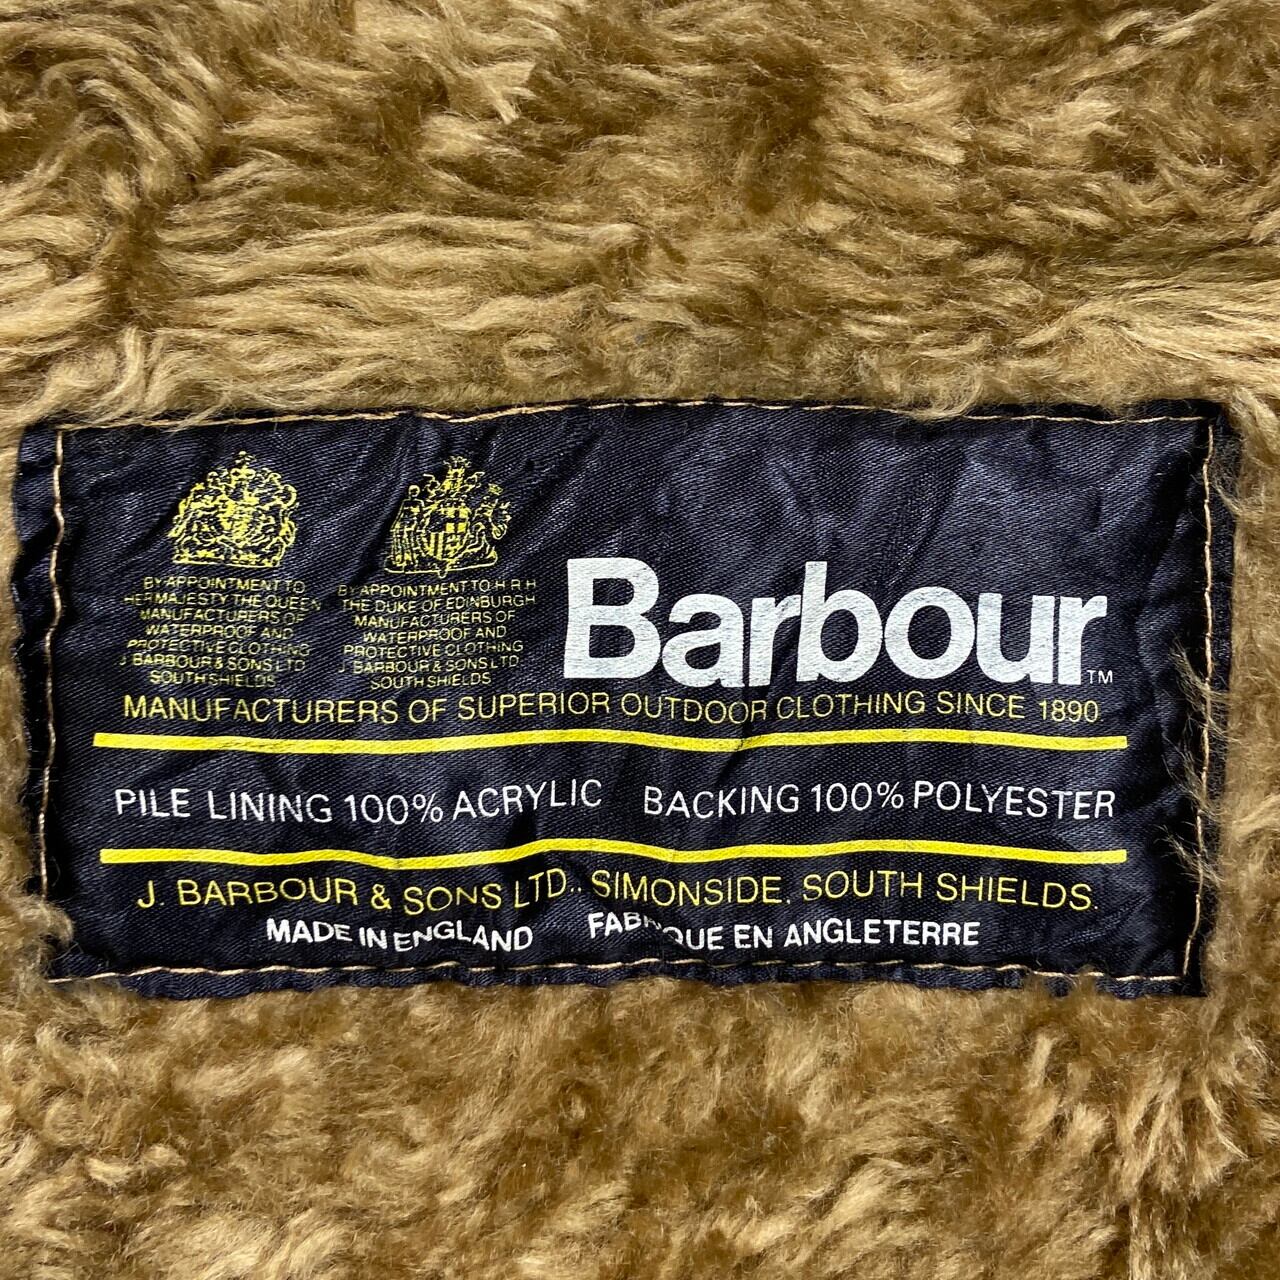 BY APPOINTMENT TO
HER MAJESTY THE QUEEN
MANUFACTURERS OF
WATERPROOF AND
PROTECTIVE CLOTHING
J BARBOUR & SONS LTD
SOUTH SHIELDS
BY APPOINTMENT TO H R H
THE DUKE OF EDINBURGH
MANUFACTURERS OF
WATERPROOF AND
PROTECTIVE CLOTHING
J BARBOUR & SONS LTD.
SOUTH SHIELDS
Barbour™
MANUFACTURERS OF SUPERIOR OUTDOOR CLOTHING SINCE 1890
PILE LINING 100% ACRYLIC BACKING 100% POLYESTER
J. BARBOUR & SONS LTD., SIMONSIDE, SOUTH SHIELDS.
MADE IN ENGLAND FABRIQUE EN ANGLETERRE